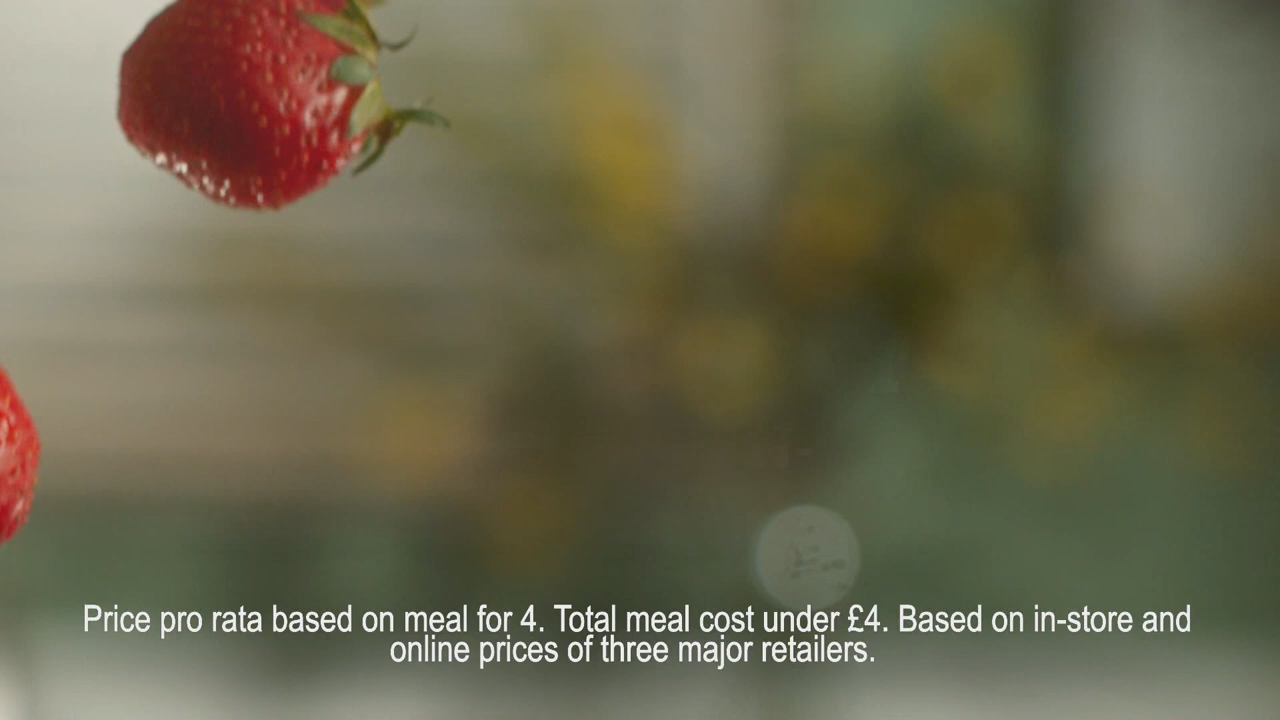 Price pro rata based on meal for 4. Total meal cost under £4. Based on in-store and
online prices of three major retailers.